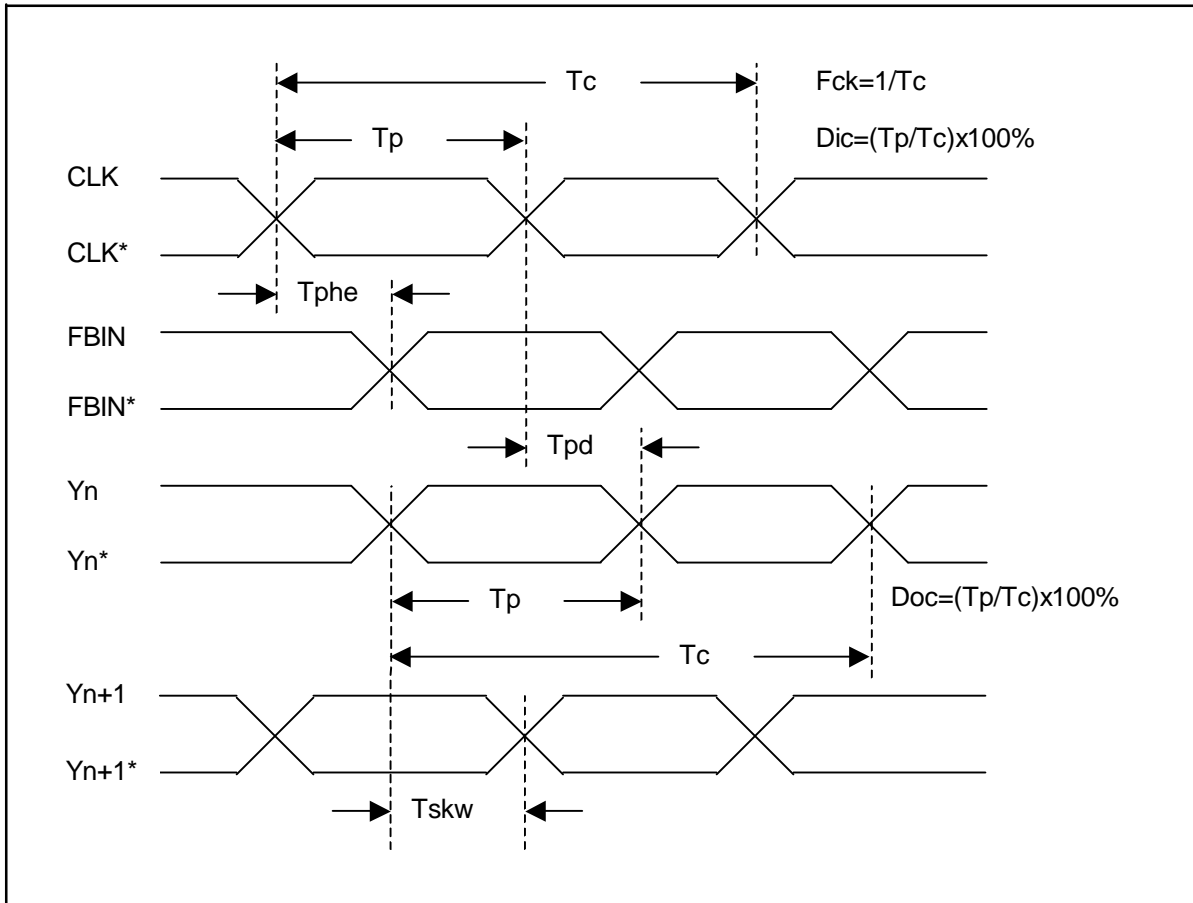 Tc
Fck=1/Tc
Tp
Dic=(Tp/Tc)x100%
CLK
CLK*
Tphe
FBIN
FBIN*
Tpd
Yn
Yn*
Tp
Doc=(Tp/Tc)x100%
Tc
Yn+1
Yn+1*
Tskw